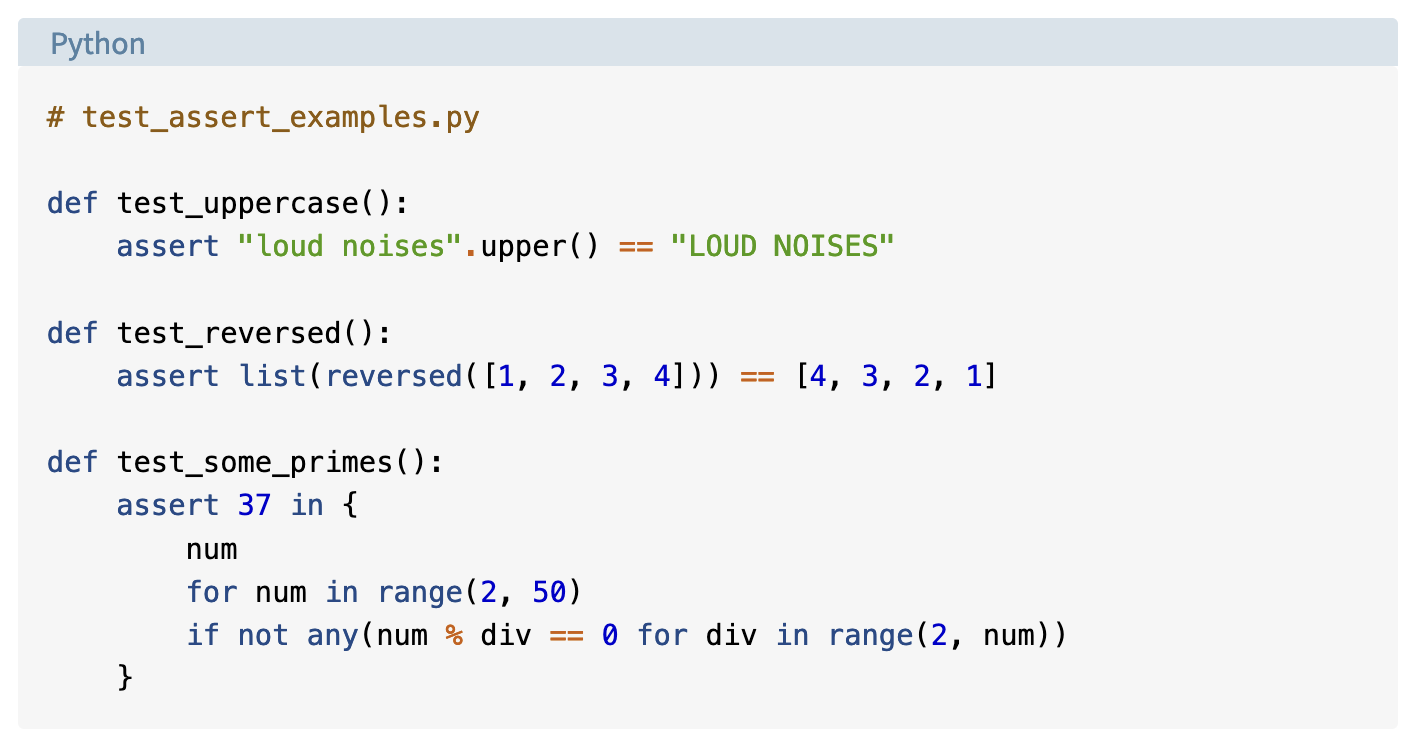 Python
# test_assert_examples.py
def test_uppercase():
    assert "loud noises".upper() == "LOUD NOISES"
def test_reversed():
    assert list(reversed([1, 2, 3, 4])) == [4, 3, 2, 1]
def test_some_primes():
    assert 37 in {
        num
        for num in range(2, 50)
        if not any(num % div == 0 for div in range(2, num))
    }